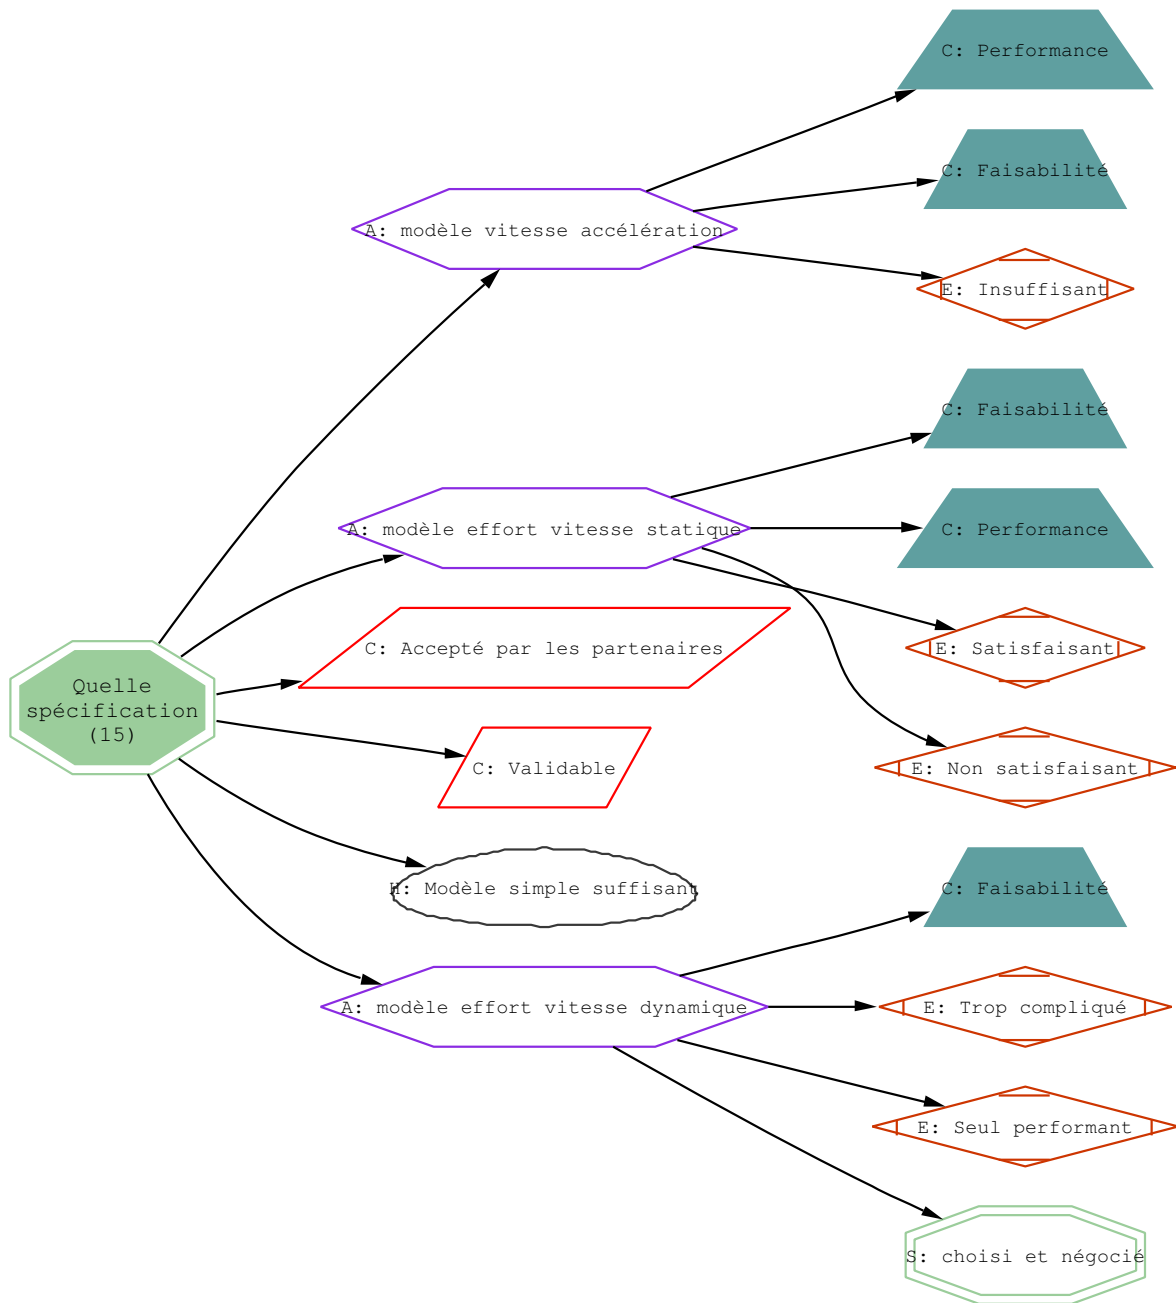 C: Performance
C: Faisabilité
A: modèle vitesse accélération
E: Insuffisant
C: Faisabilité
A: modèle effort vitesse statique
C: Performance
C: Accepté par les partenaires
E: Satisfaisant
Quelle
spécification
(15)
C: Validable
E: Non satisfaisant
H: Modèle simple suffisant
C: Faisabilité
A: modèle effort vitesse dynamique
E: Trop compliqué
E: Seul performant
S: choisi et négocié